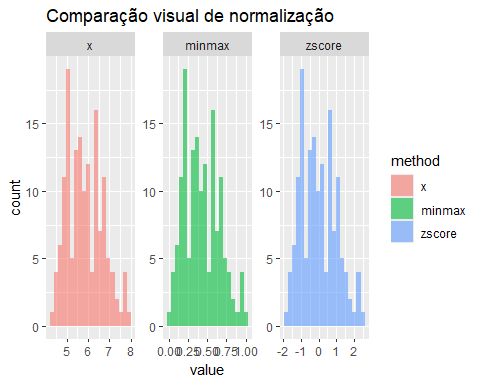 Comparação visual de normalização
x minmax zscore
15 15 15
10 10 10
5 5 5
0 0 0
5 6 7 8 0.00 0.25 0.50 0.75 1.00 -2 -1 0 1 2
count
value
method
x
minmax
zscore